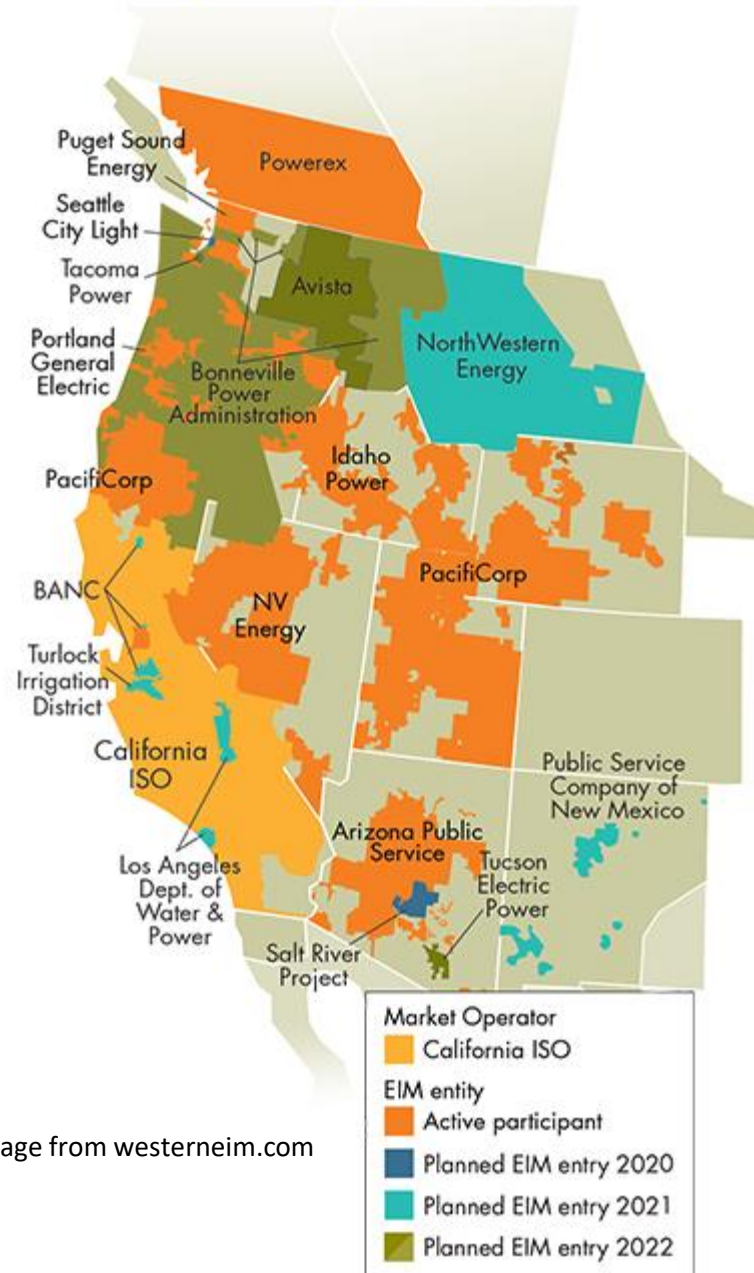 Puget Sound
Energy
Powerex
Seattle
City Light
Tacoma
Power
Avista
Portland
General
Electric
Bonneville
Power
Administration
NorthWestern
Energy
PacifiCorp
Idaho
Power
PacifiCorp
BANC
NV
Energy
Turlock
Irrigation
District
California
ISO
Public Service
Company of
New Mexico
Arizona Public
Service
Los Angeles
Dept. of
Water &
Power
Tucson
Electric
Power
Salt River
Project
Market Operator
California ISO
EIM entity
Active participant
Planned EIM entry 2020
Planned EIM entry 2021
Planned EIM entry 2022
age from westerneim.com